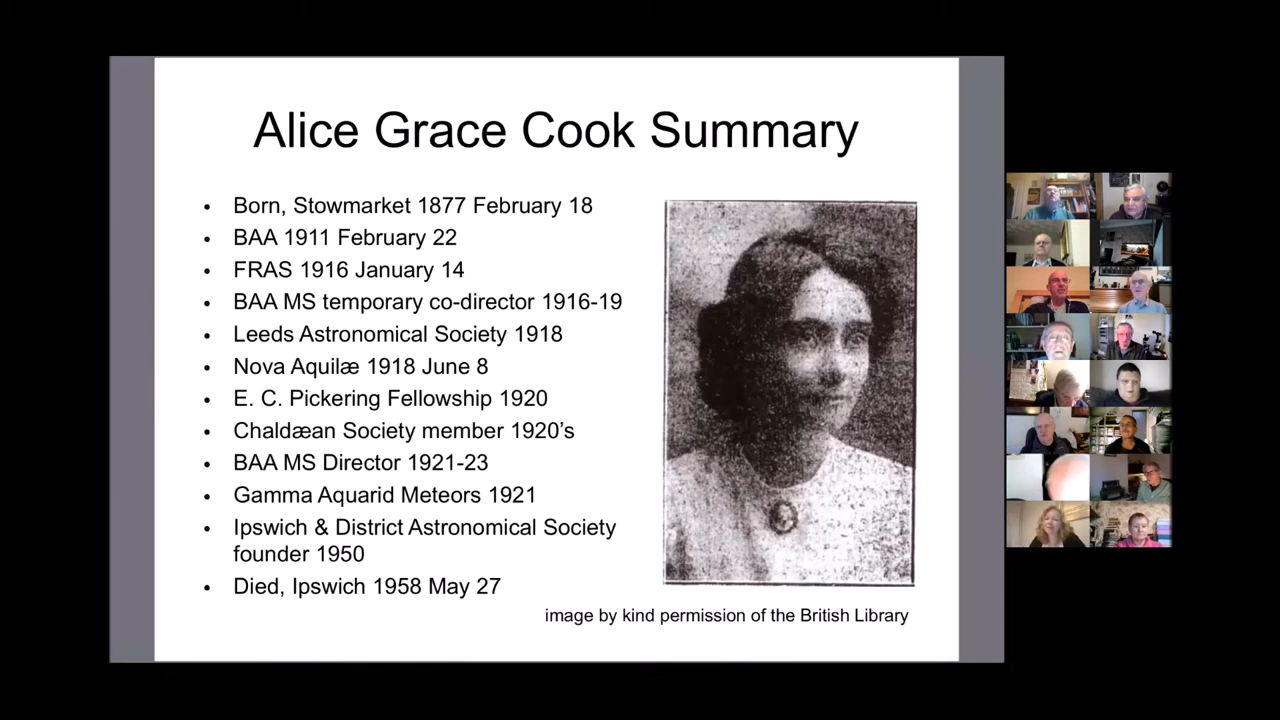 Alice Grace Cook Summary
• Born, Stowmarket 1877 February 18
• BAA 1911 February 22
• FRAS 1916 January 14
• BAA MS temporary co-director 1916-19
• Leeds Astronomical Society 1918
• Nova Aquilæ 1918 June 8
• E. C. Pickering Fellowship 1920
• Chaldæan Society member 1920’s
• BAA MS Director 1921-23
• Gamma Aquarid Meteors 1921
• Ipswich & District Astronomical Society
founder 1950
• Died, Ipswich 1958 May 27
image by kind permission of the British Library